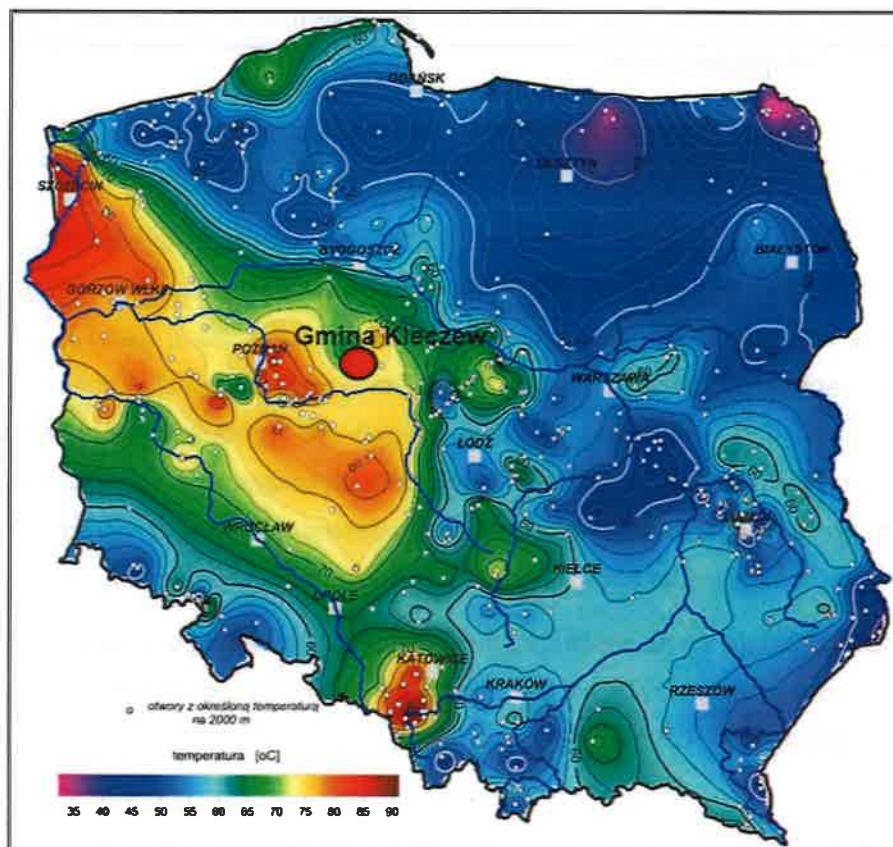 GDAŃSK
OLSZTYN
SZCZECIN
BYDGOSZCZ
BIAŁYSTOK
GORZÓW WLKP
Gmina Kleczew
POZNAŃ
WARSZAWA
ŁÓDŹ
WROCŁAW
KIELCE
OPOLE
KATOWICE
KRAKÓW
RZESZÓW
otwory z określoną temperaturą
na 2000 m
temperatura [oC]
35 40 45 50 55 60 65 70 75 80 85 90